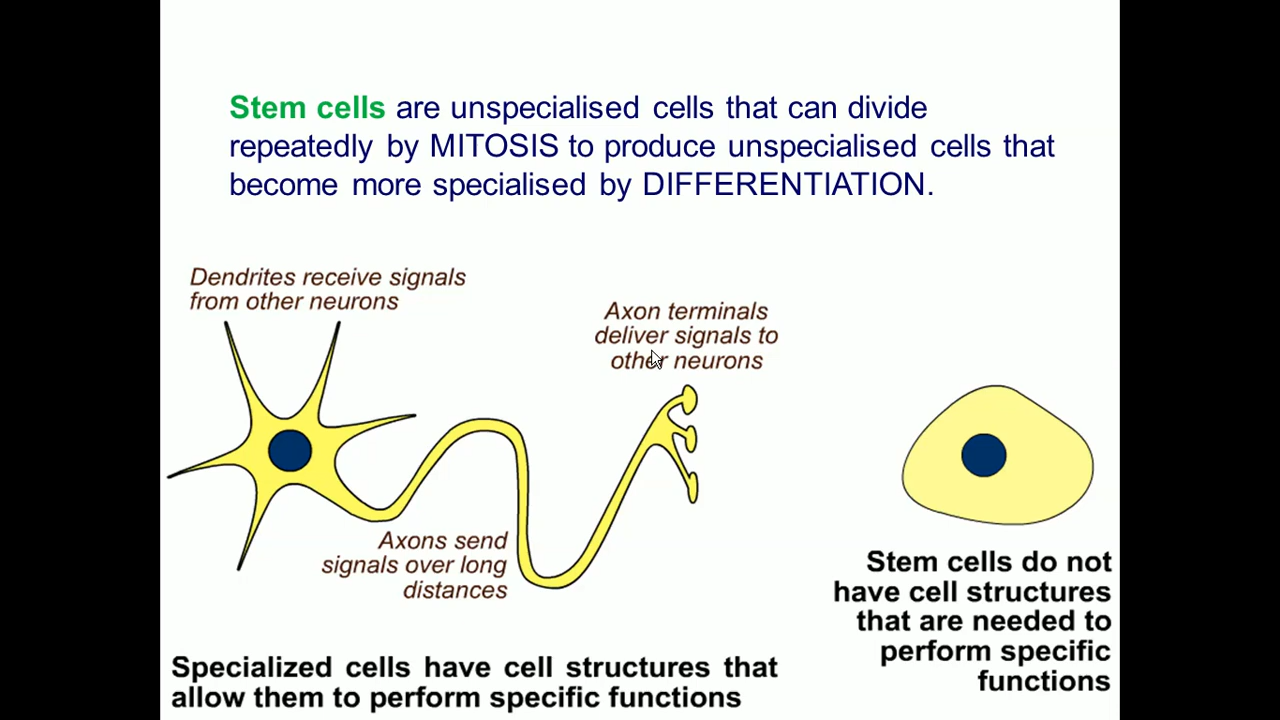 Stem cells are unspecialised cells that can divide
repeatedly by MITOSIS to produce unspecialised cells that
become more specialised by DIFFERENTIATION.
Dendrites receive signals
from other neurons
Axon terminals
deliver signals to
other neurons
Axons send
signals over long
distances
Specialized cells have cell structures that
allow them to perform specific functions
Stem cells do not
have cell structures
that are needed to
perform specific
functions